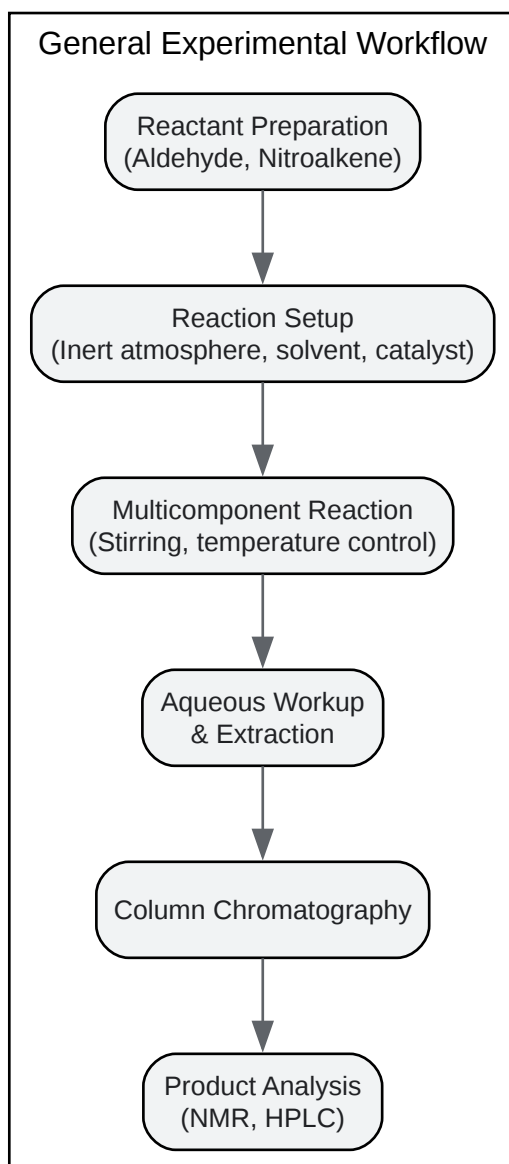 General Experimental Workflow
Reactant Preparation
(Aldehyde, Nitroalkene)
Reaction Setup
(Inert atmosphere, solvent, catalyst)
Multicomponent Reaction
(Stirring, temperature control)
Aqueous Workup
& Extraction
Column Chromatography
Product Analysis
(NMR, HPLC)